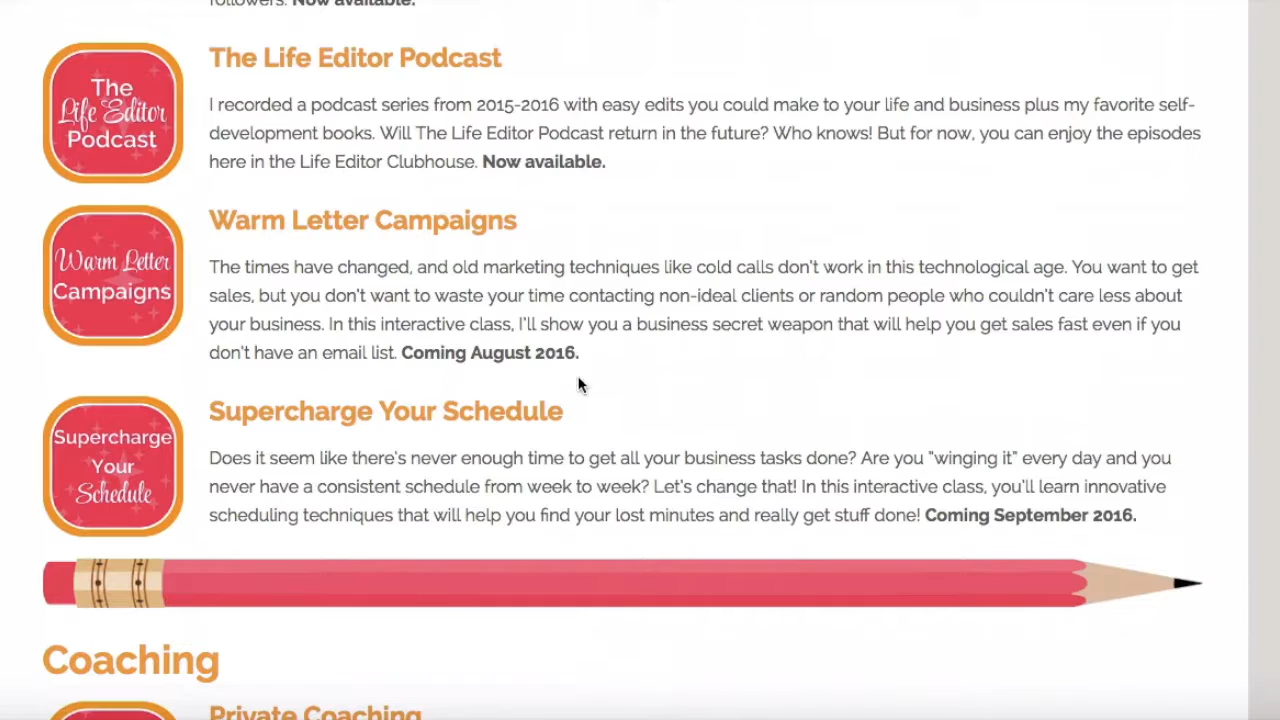 followers. Now available.
The Life Editor Podcast
The
Life Editor
Podcast
I recorded a podcast series from 2015-2016 with easy edits you could make to your life and business plus my favorite self-
development books. Will The Life Editor Podcast return in the future? Who knows! But for now, you can enjoy the episodes
here in the Life Editor Clubhouse. Now available.
Warm Letter Campaigns
Warm Letter
Campaigns
The times have changed, and old marketing techniques like cold calls don't work in this technological age. You want to get
sales, but you don't want to waste your time contacting non-ideal clients or random people who couldn't care less about
your business. In this interactive class, I'll show you a business secret weapon that will help you get sales fast even if you
don't have an email list. Coming August 2016.
Supercharge Your Schedule
Supercharge
Your
Schedule
Does it seem like there's never enough time to get all your business tasks done? Are you "winging it" every day and you
never have a consistent schedule from week to week? Let's change that! In this interactive class, you'll learn innovative
scheduling techniques that will help you find your lost minutes and really get stuff done! Coming September 2016.
Coaching
Private Coaching